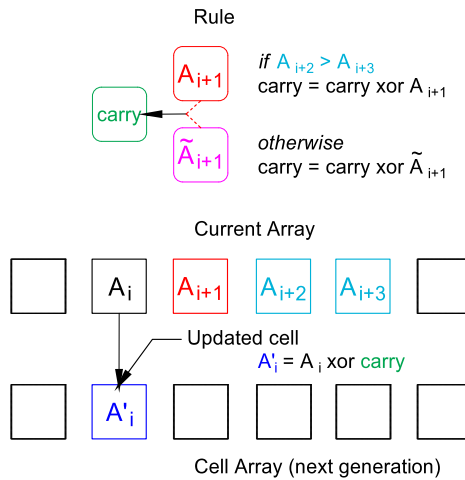 Rule
A i+1
if A i+2 > A i+3
carry = carry xor A i+1
carry
Ã i+1
otherwise
carry = carry xor Ã i+1
Current Array
A i A i+1 A i+2 A i+3
Updated cell
A' i = A i xor carry
A' i
Cell Array (next generation)